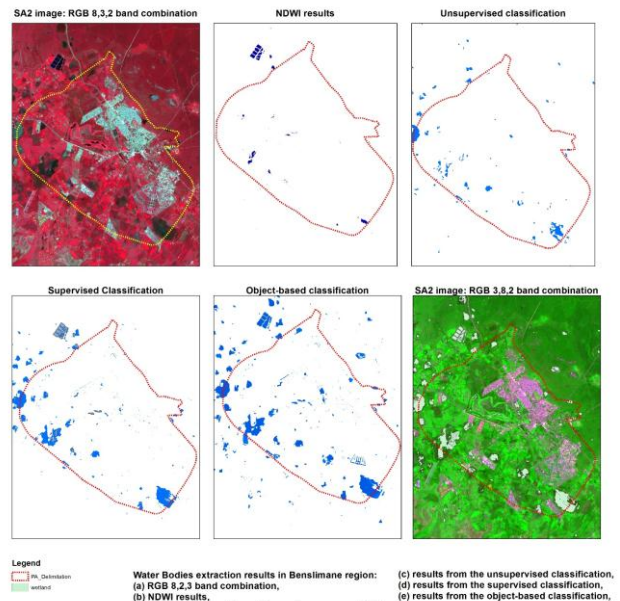 SA2 image: RGB 8,3,2 band combination
NDWI results
Unsupervised classification
Supervised Classification
Object-based classification
SA2 image: RGB 3,8,2 band combination
Legend
PA_Delimitation
wetland
Water Bodies extraction results in Benslimane region:
(a) RGB 8,2,3 band combination,
(b) NDWI results,
(c) results from the unsupervised classification,
(d) results from the supervised classification,
(e) results from the object-based classification,